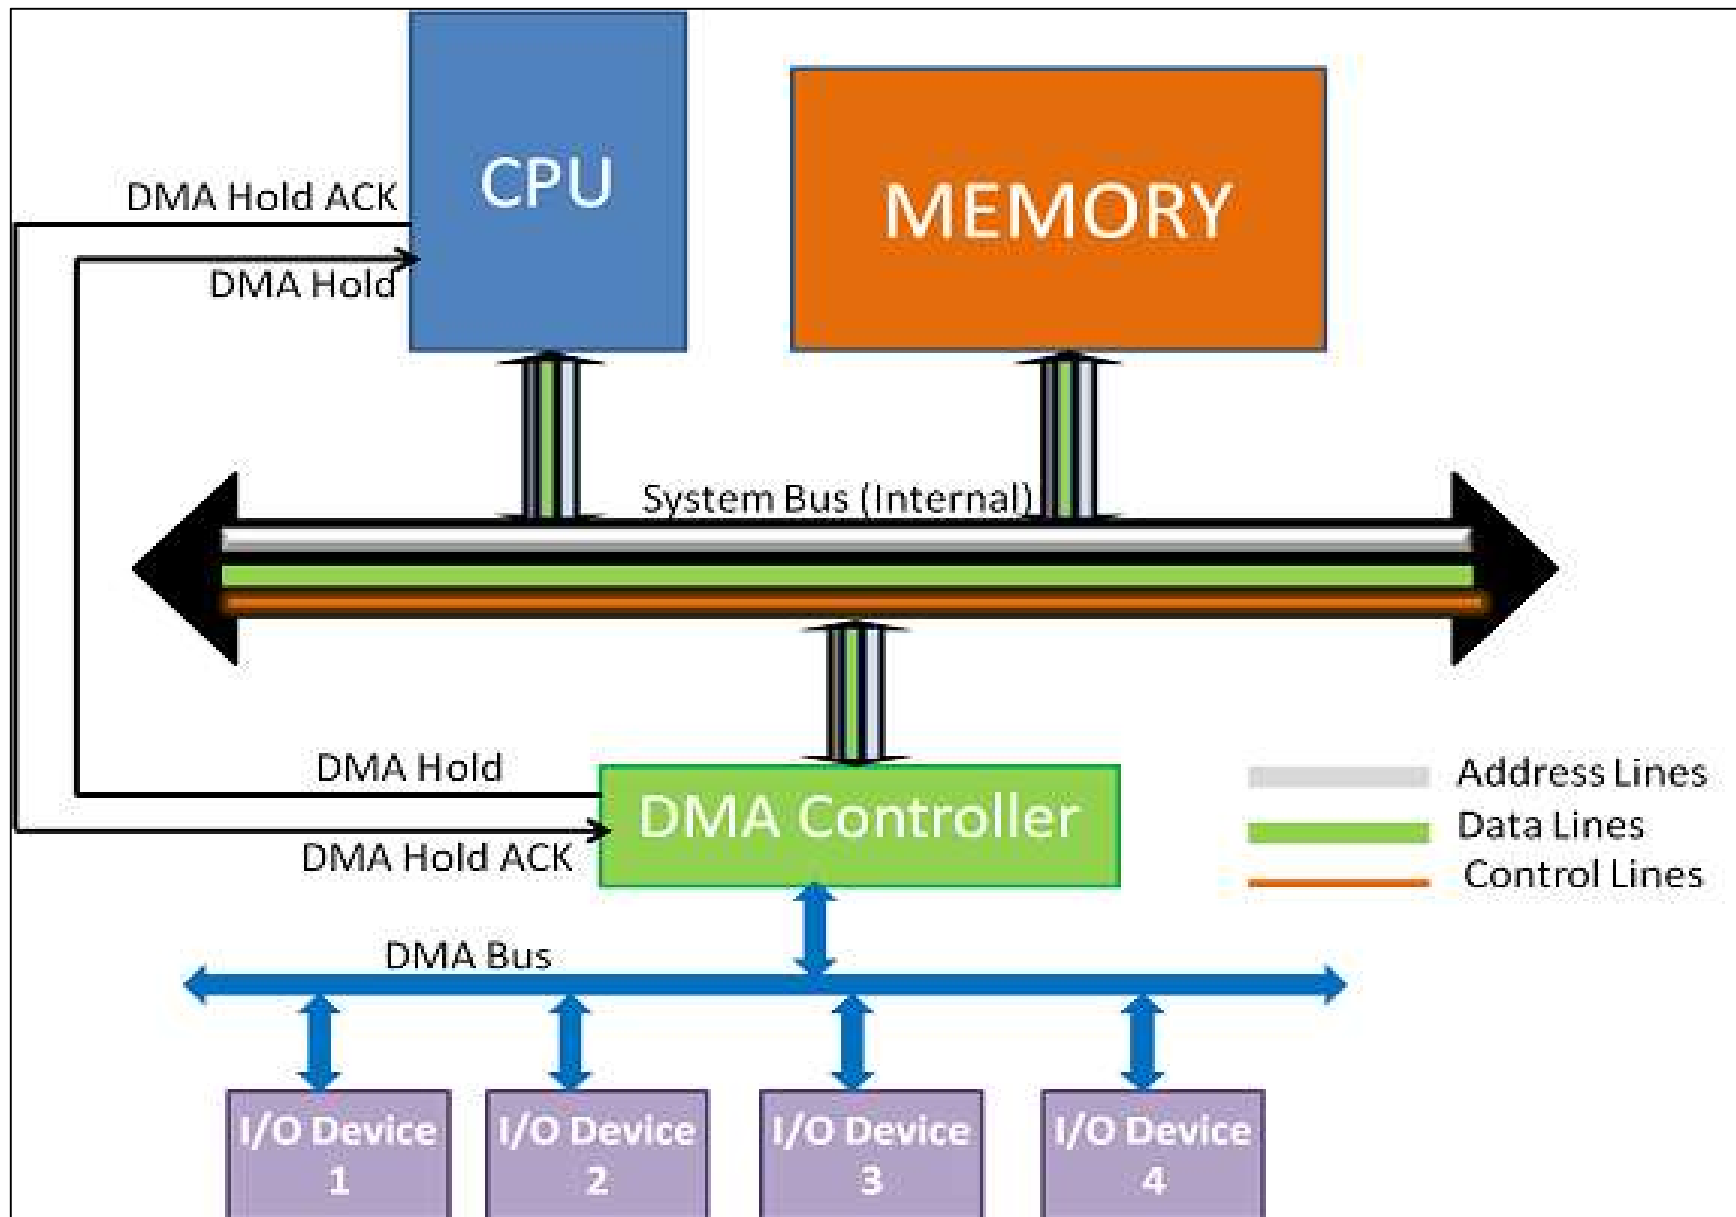 CPU
MEMORY
DMA Hold ACK
DMA Hold
System Bus (Internal)
DMA Hold
DMA Controller
DMA Hold ACK
Address Lines
Data Lines
Control Lines
DMA Bus
I/O Device
1
I/O Device
2
I/O Device
3
I/O Device
4